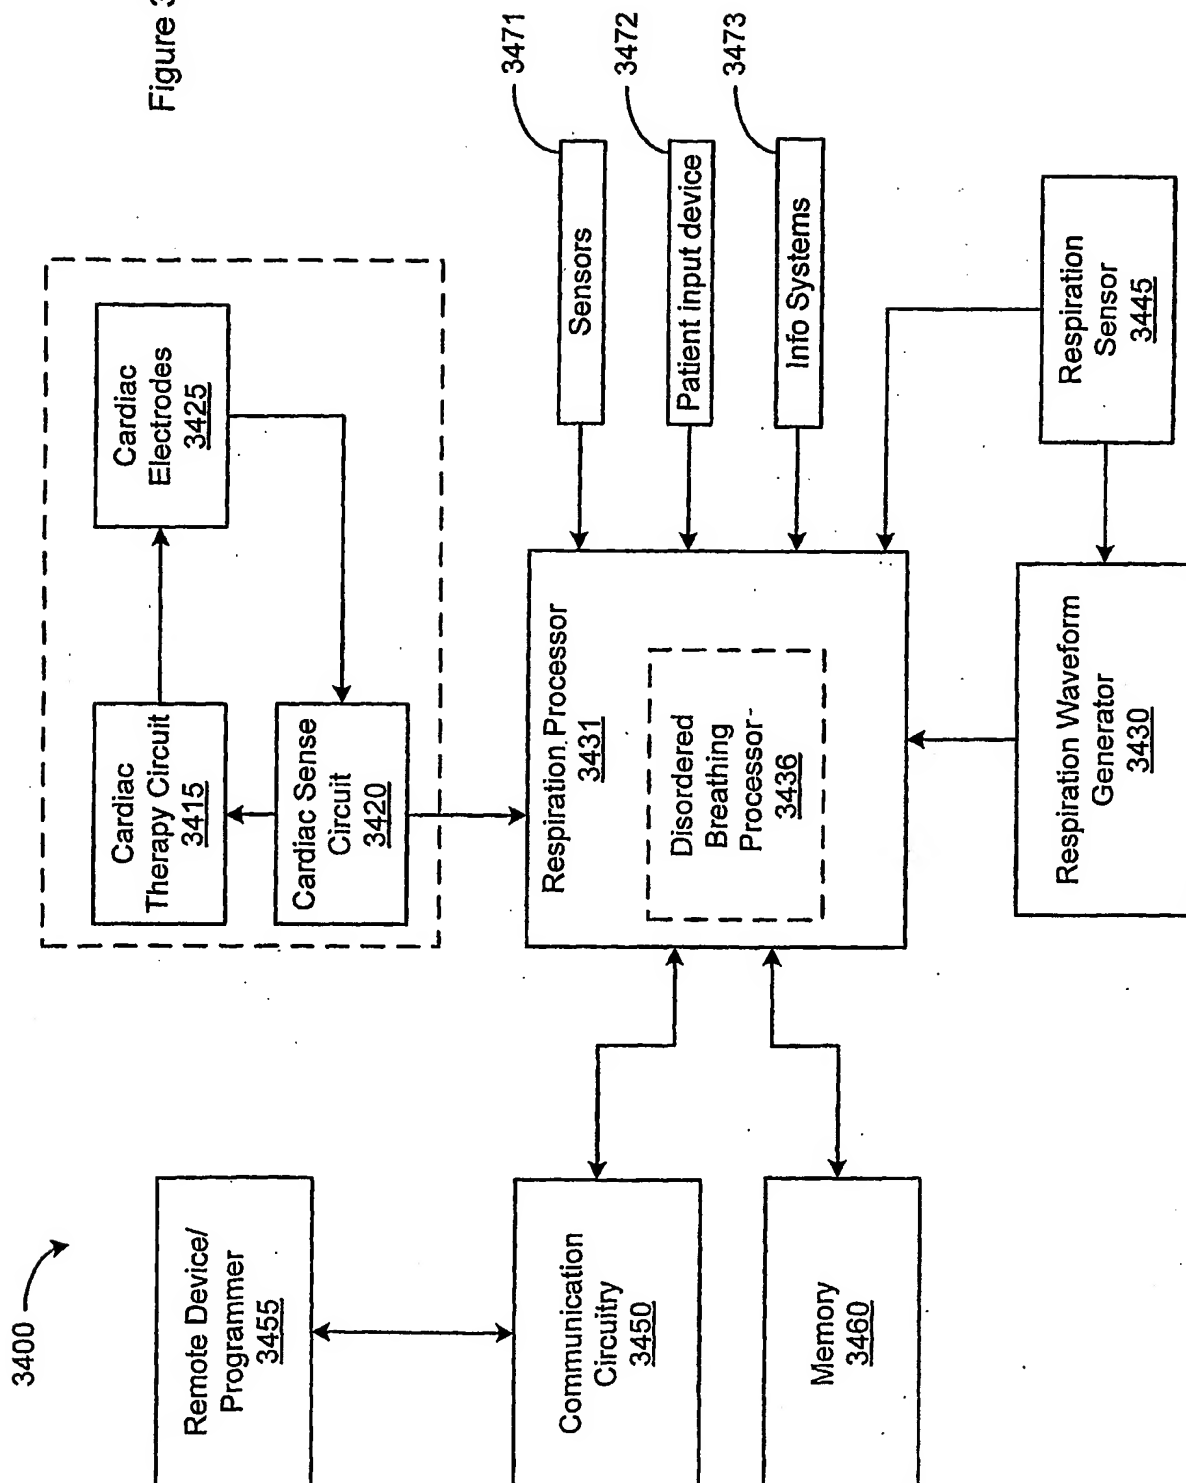 3400
Remote Device/
Programmer
3455
Cardiac
Therapy Circuit
3415
Cardiac
Electrodes
3425
Figure 3
Cardiac Sense
Circuit
3420
Communication
Circuitry
3450
Respiration Processor
3431
Disordered
Breathing
Processor-
3436
Sensors
3471
Patient input device
3472
Info Systems
3473
Memory
3460
Respiration Waveform
Generator
3430
Respiration
Sensor
3445